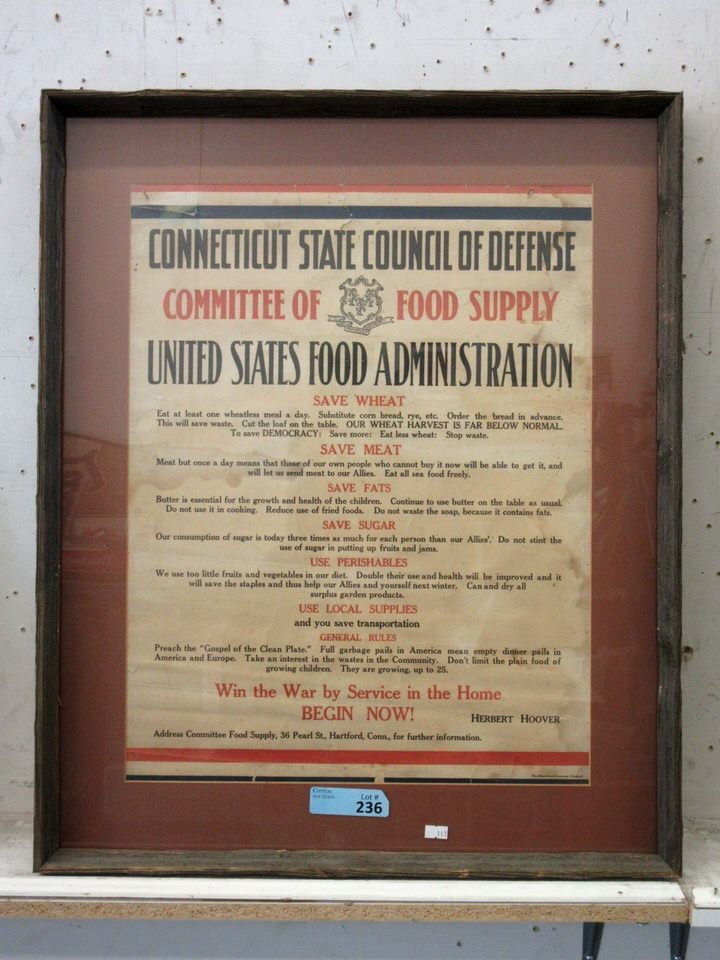 CONNECTICUT STATE COUNCIL OF DEFENSE
COMMITTEE OF FOOD SUPPLY
UNITED STATES FOOD ADMINISTRATION
SAVE WHEAT
Eat at least one wheatless meal a day. Substitute corn bread, rye, etc. Order the bread in advance.
This will save waste. Cut the loaf on the table. OUR WHEAT HARVEST IS FAR BELOW NORMAL.
To save DEMOCRACY: Save more: Eat less wheat: Stop waste.
SAVE MEAT
Meat but once a day means that those of our own people who cannot buy it now will be able to get it, and
will let us send meat to our Allies. Eat all sea food freely.
SAVE FATS
Butter is essential for the growth and health of the children. Continue to use butter on the table as usual.
Do not use it in cooking. Reduce use of fried foods. Do not waste the soap, because it contains fats.
SAVE SUGAR
Our consumption of sugar is today three times as much for each person than our Allies'. Do not stint the
use of sugar in putting up fruits and jams.
USE PERISHABLES
We use too little fruits and vegetables in our diet. Double their use and health will be improved and it
will save the staples and thus help our Allies and yourself next winter. Can and dry all
surplus garden products.
USE LOCAL SUPPLIES
and you save transportation
GENERAL RULES
Preach the "Gospel of the Clean Plate." Full garbage pails in America mean empty dinner pails in
America and Europe. Take an interest in the wastes in the Community. Don't limit the plain food of
growing children. They are growing, up to 25.
Win the War by Service in the Home
BEGIN NOW!
HERBERT HOOVER
Address Committee Food Supply, 36 Pearl St., Hartford, Conn., for further information.
COTTONE
AUCTIONS
Lot #
236